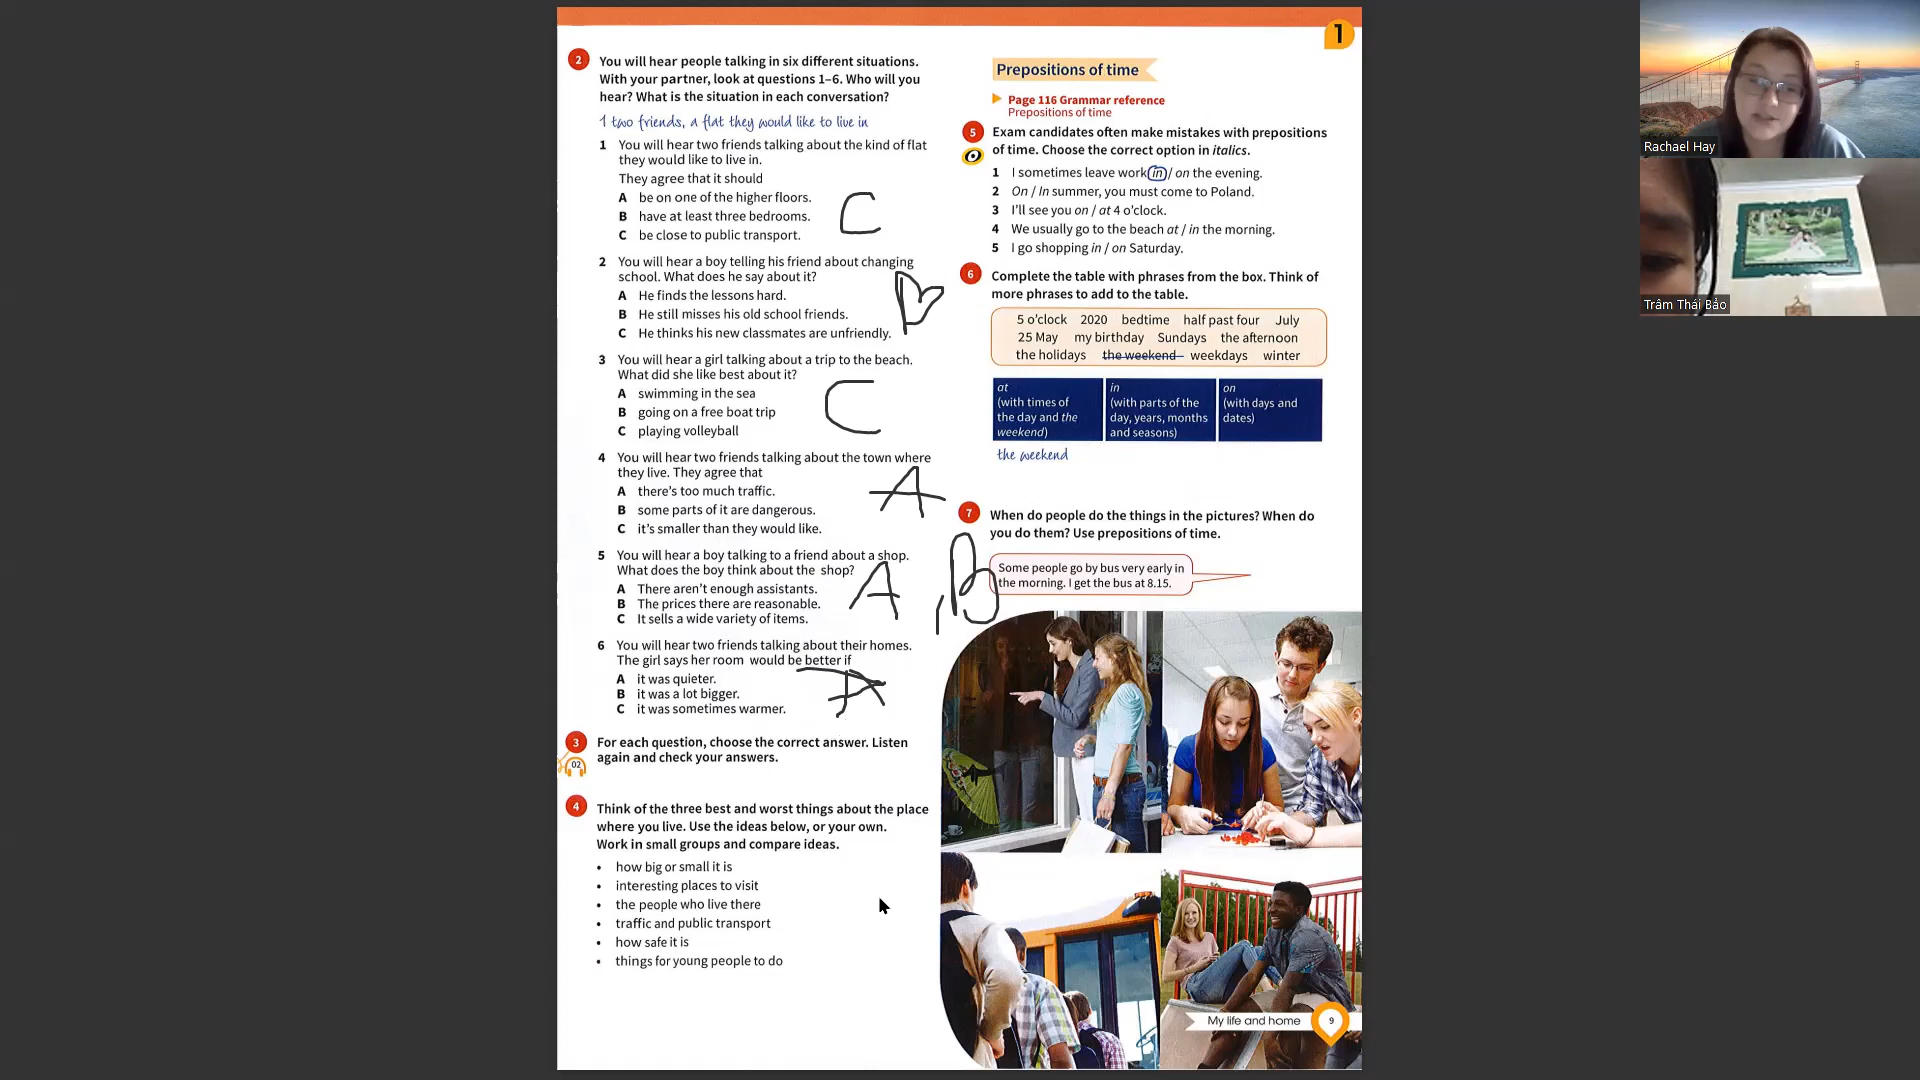 1
2 You will hear people talking in six different situations.
With your partner, look at questions 1–6. Who will you
hear? What is the situation in each conversation?
1 two friends, a flat they would like to live in
1 You will hear two friends talking about the kind of flat
they would like to live in.
They agree that it should
A be on one of the higher floors.
B have at least three bedrooms.
C be close to public transport.
C
2 You will hear a boy telling his friend about changing
school. What does he say about it?
A He finds the lessons hard.
B He still misses his old school friends.
C He thinks his new classmates are unfriendly.
B
3 You will hear a girl talking about a trip to the beach.
What did she like best about it?
A swimming in the sea
B going on a free boat trip
C playing volleyball
C
4 You will hear two friends talking about the town where
they live. They agree that
A there's too much traffic.
B some parts of it are dangerous.
C it's smaller than they would like.
A
5 You will hear a boy talking to a friend about a shop.
What does the boy think about the shop?
A There aren't enough assistants.
B The prices there are reasonable.
C It sells a wide variety of items.
A , B
6 You will hear two friends talking about their homes.
The girl says her room would be better if
A it was quieter.
B it was a lot bigger.
C it was sometimes warmer.
A
3 For each question, choose the correct answer. Listen
02 again and check your answers.
4 Think of the three best and worst things about the place
where you live. Use the ideas below, or your own.
Work in small groups and compare ideas.
• how big or small it is
• interesting places to visit
• the people who live there
• traffic and public transport
• how safe it is
• things for young people to do
Prepositions of time
Page 116 Grammar reference
Prepositions of time
5 Exam candidates often make mistakes with prepositions
of time. Choose the correct option in italics.
1 I sometimes leave work in / on the evening.
2 On / In summer, you must come to Poland.
3 I'll see you on / at 4 o'clock.
4 We usually go to the beach at / in the morning.
5 I go shopping in / on Saturday.
6 Complete the table with phrases from the box. Think of
more phrases to add to the table.
5 o'clock 2020 bedtime half past four July
25 May my birthday Sundays the afternoon
the holidays the weekend weekdays winter
at
(with times of
the day and the
weekend)
in
(with parts of the
day, years, months
and seasons)
on
(with days and
dates)
the weekend
7 When do people do the things in the pictures? When do
you do them? Use prepositions of time.
Some people go by bus very early in
the morning. I get the bus at 8.15.
My life and home 9
Rachael Hay
Trâm Thái Bảo